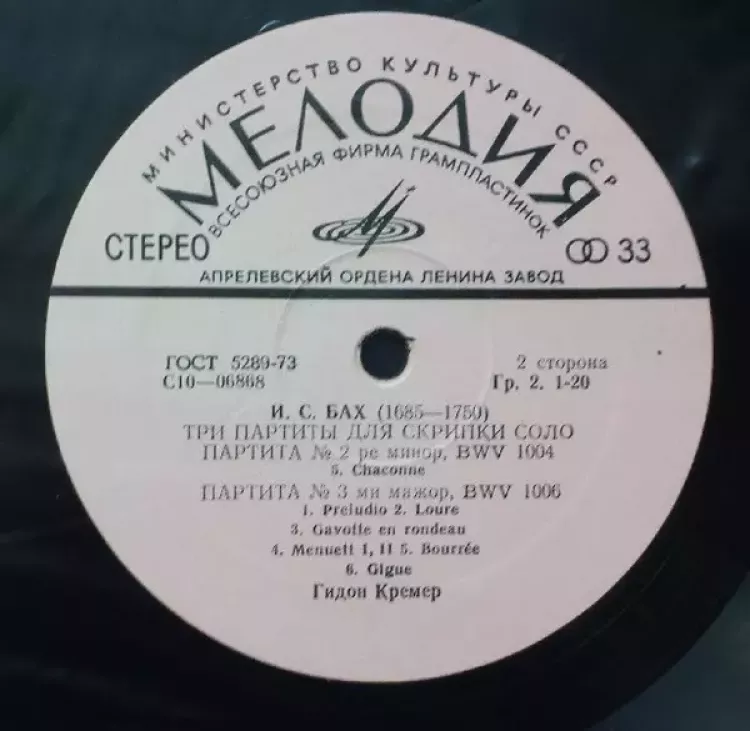 МИНИСТЕРСТВО КУЛЬТУРЫ СССР
МЕЛОДИЯ
ВСЕСОЮЗНАЯ ФИРМА ГРАМПЛАСТИНОК
СТЕРЕО
33
АПРЕЛЕВСКИЙ ОРДЕНА ЛЕНИНА ЗАВОД
ГОСТ 5289-73
2 сторона
С10—06868
Гр. 2. 1-20
И. С. БАХ (1685—1750)
ТРИ ПАРТИТЫ ДЛЯ СКРИПКИ СОЛО
ПАРТИТА № 2 ре минор, BWV 1004
5. Chaconne
ПАРТИТА № 3 ми мажор, BWV 1006
1. Preludio 2. Loure
3. Gavotte en rondeau
4. Menuett I, II 5. Bourrée
6. Gigue
Гидон Кремер